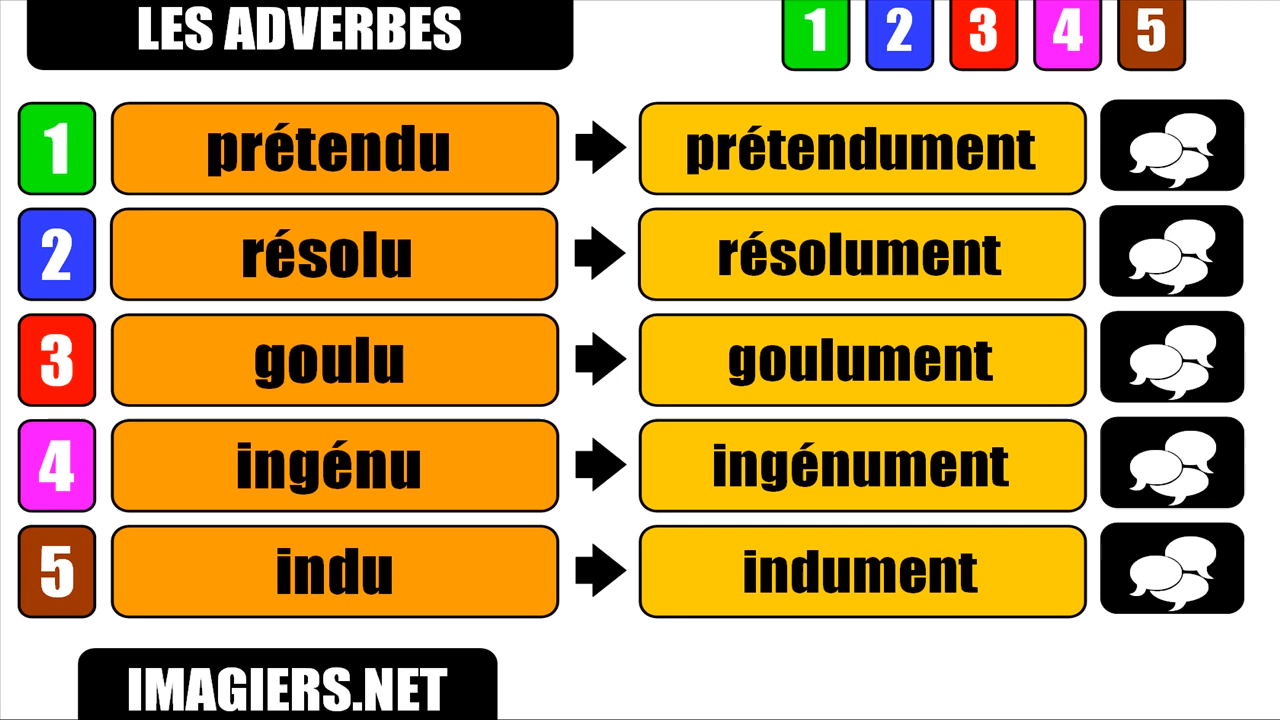 LES ADVERBES
1 2 3 4 5
1 prétendu prétendument
2 résolu résolument
3 goulu goulument
4 ingénu ingénument
5 indu indument
IMAGIERS.NET